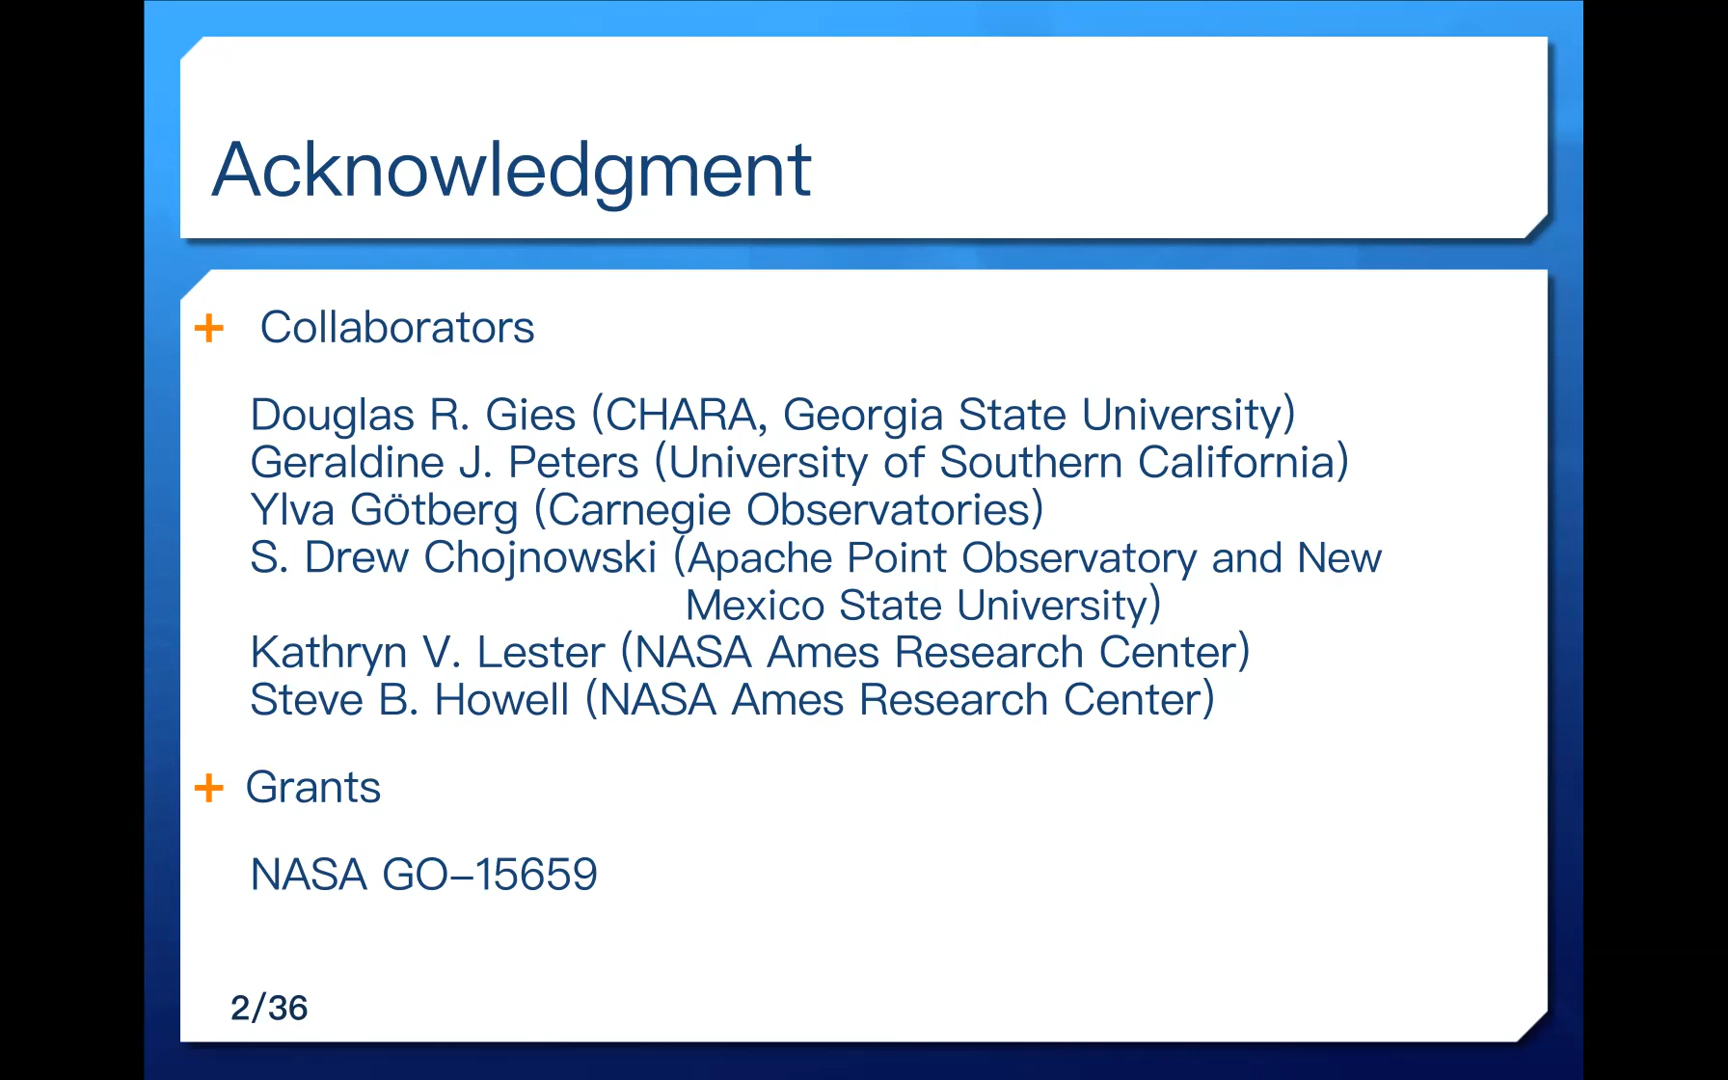 Acknowledgment
+ Collaborators
Douglas R. Gies (CHARA, Georgia State University)
Geraldine J. Peters (University of Southern California)
Ylva Götberg (Carnegie Observatories)
S. Drew Chojnowski (Apache Point Observatory and New
Mexico State University)
Kathryn V. Lester (NASA Ames Research Center)
Steve B. Howell (NASA Ames Research Center)
+ Grants
NASA GO–15659
2/36